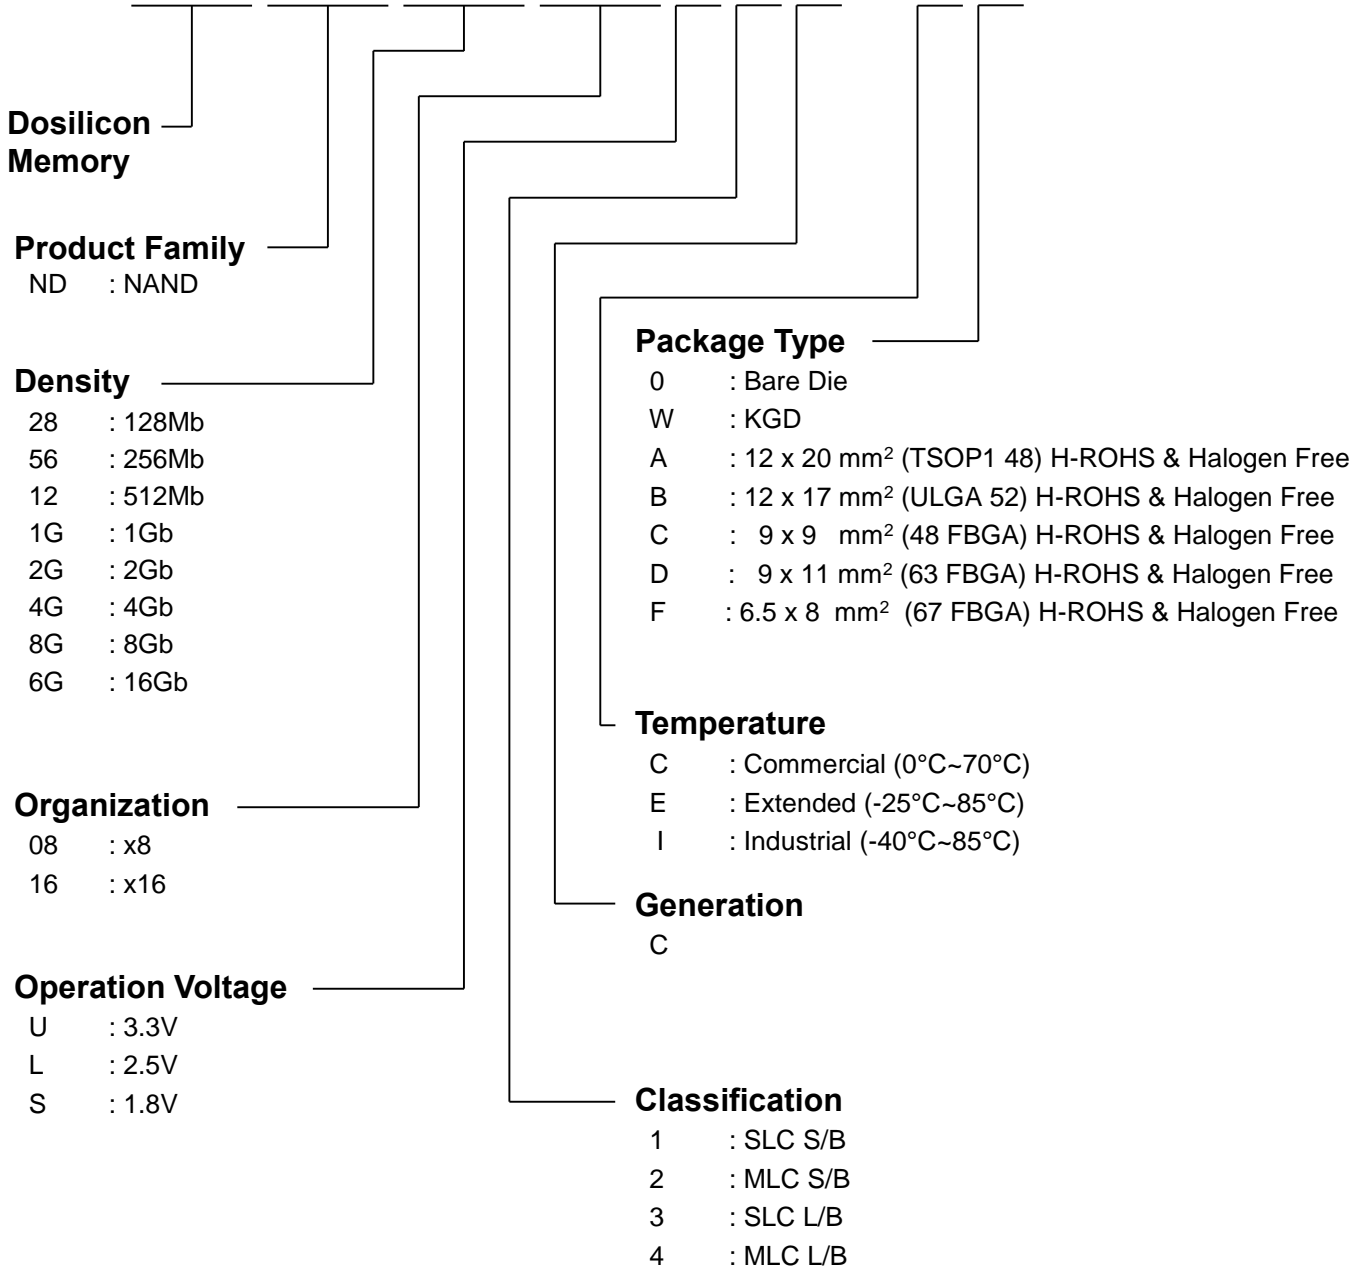 Dosilicon
Memory
Product Family
ND : NAND
Density
28 : 128Mb
56 : 256Mb
12 : 512Mb
1G : 1Gb
2G : 2Gb
4G : 4Gb
8G : 8Gb
6G : 16Gb
Organization
08 : x8
16 : x16
Operation Voltage
U : 3.3V
L : 2.5V
S : 1.8V
Package Type
0 : Bare Die
W : KGD
A : 12 x 20 mm² (TSOP1 48) H-ROHS & Halogen Free
B : 12 x 17 mm² (ULGA 52) H-ROHS & Halogen Free
C : 9 x 9 mm² (48 FBGA) H-ROHS & Halogen Free
D : 9 x 11 mm² (63 FBGA) H-ROHS & Halogen Free
F : 6.5 x 8 mm² (67 FBGA) H-ROHS & Halogen Free
Temperature
C : Commercial (0°C~70°C)
E : Extended (-25°C~85°C)
I : Industrial (-40°C~85°C)
Generation
C
Classification
1 : SLC S/B
2 : MLC S/B
3 : SLC L/B
4 : MLC L/B